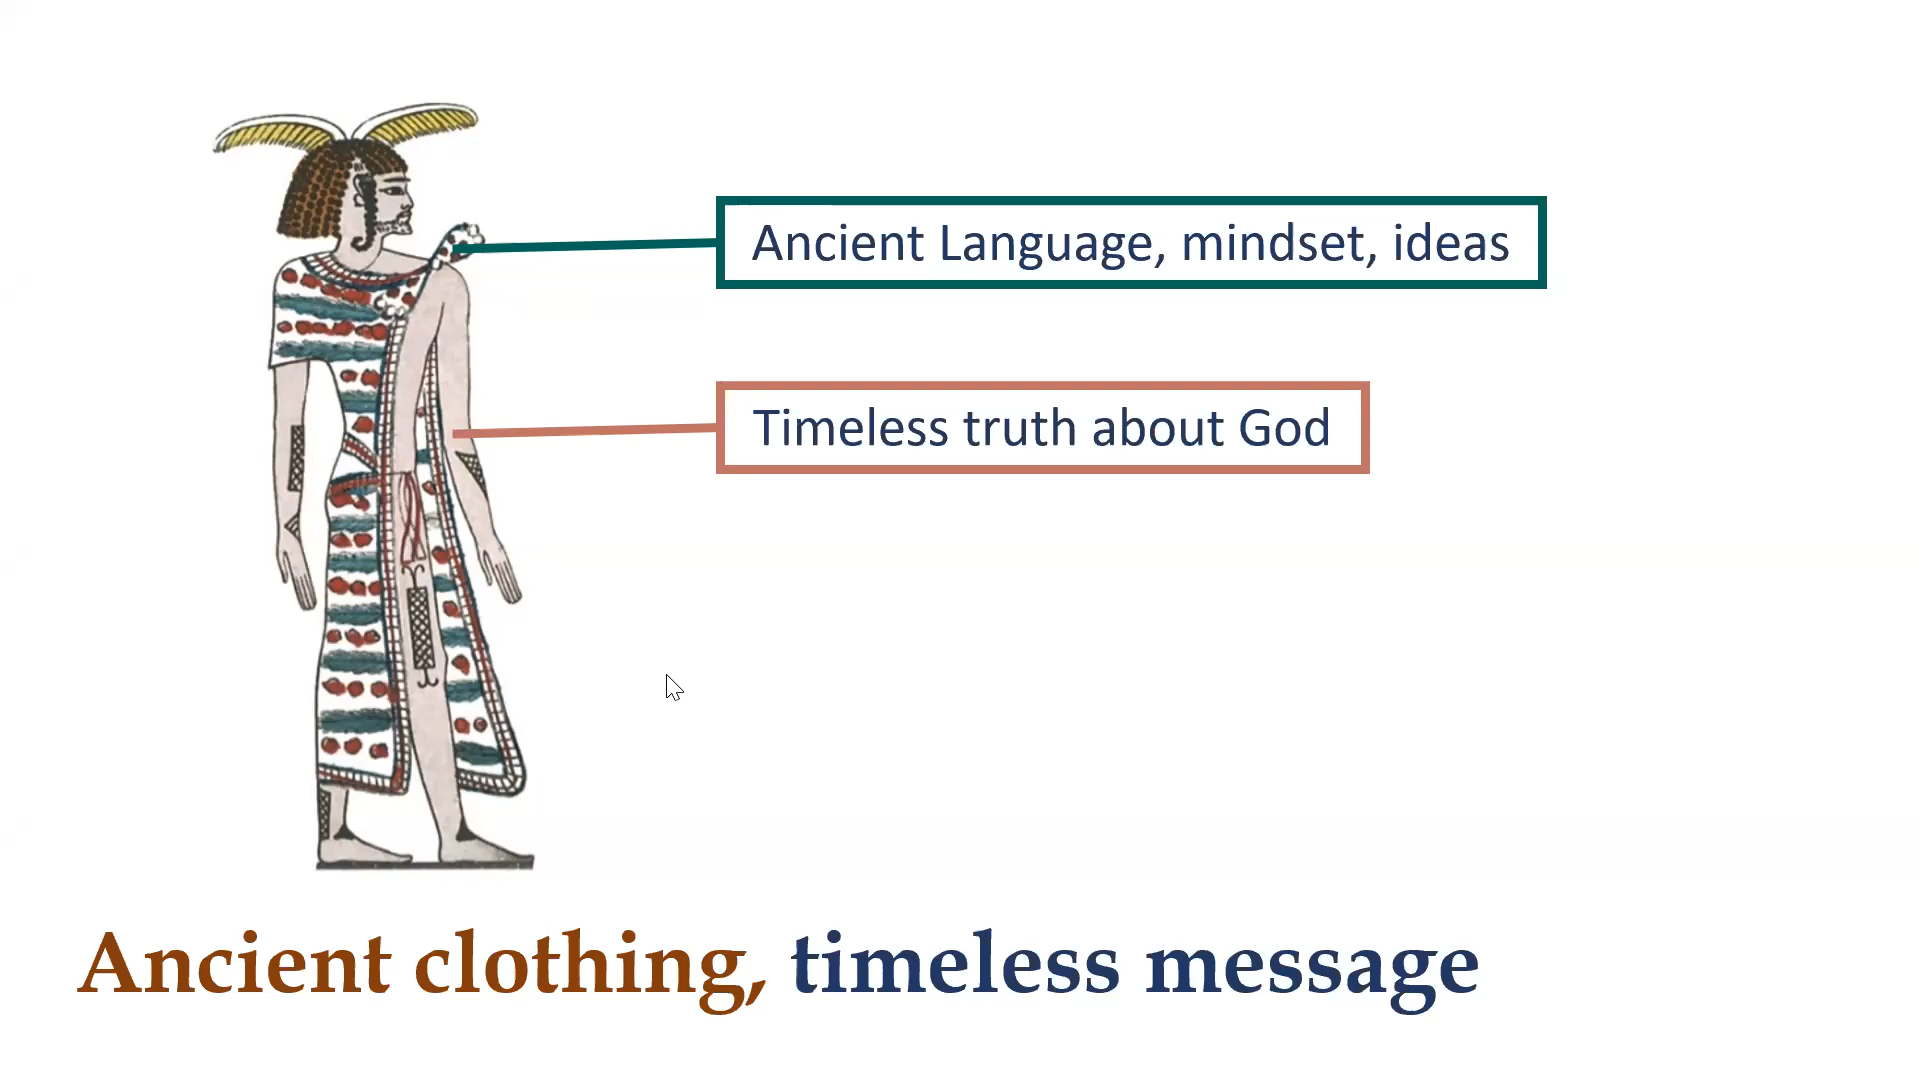 Ancient Language, mindset, ideas
Timeless truth about God
Ancient clothing, timeless message